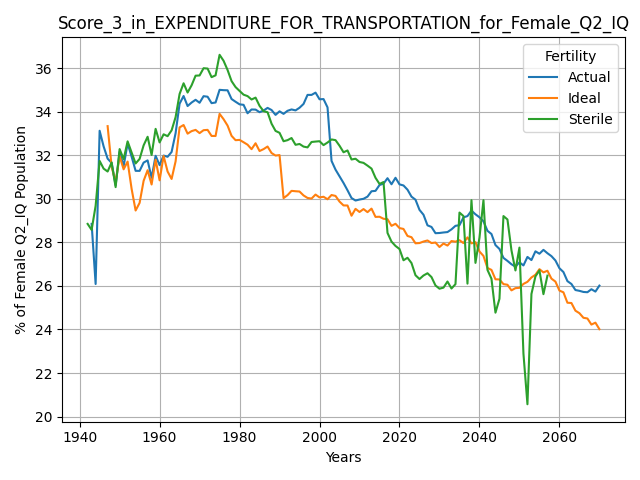 Score_3_in_EXPENDITURE_FOR_TRANSPORTATION_for_Female_Q2_IQ
Fertility
Actual
Ideal
Sterile
% of Female Q2_IQ Population
36
34
32
30
28
26
24
22
20
1940 1960 1980 2000 2020 2040 2060
Years